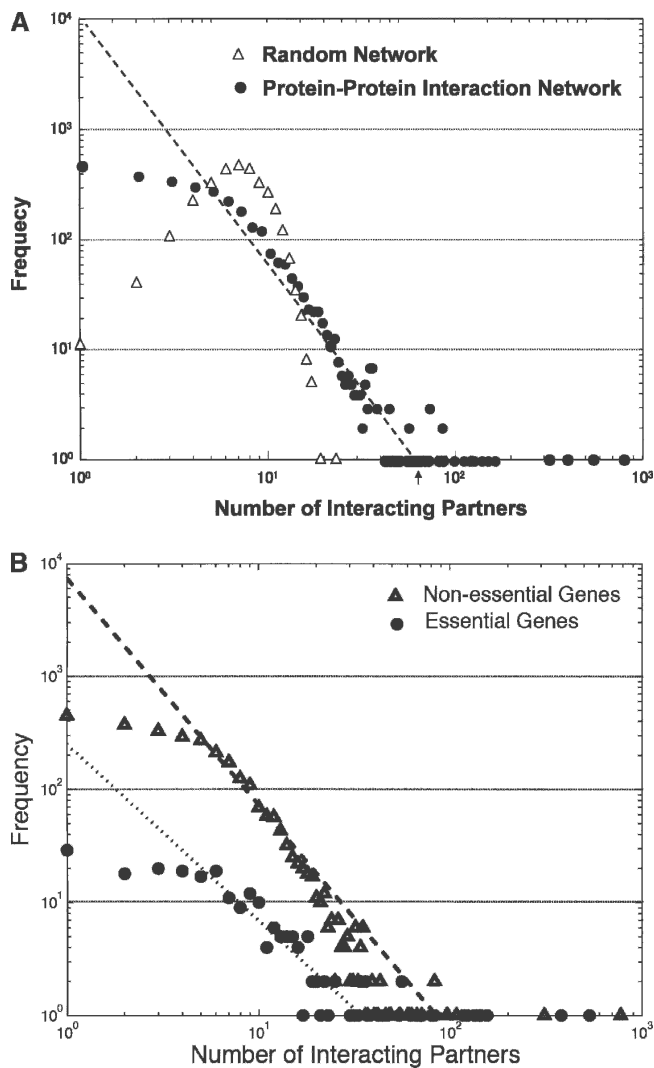 A
10⁴
△ Random Network
● Protein-Protein Interaction Network
10³
Frequecy
10²
10¹
10⁰
10⁰ 10¹ 10² 10³
Number of Interacting Partners
B
10⁴
Non-essential Genes
Essential Genes
10³
Frequency
10²
10¹
10⁰
10⁰ 10¹ 10² 10³
Number of Interacting Partners